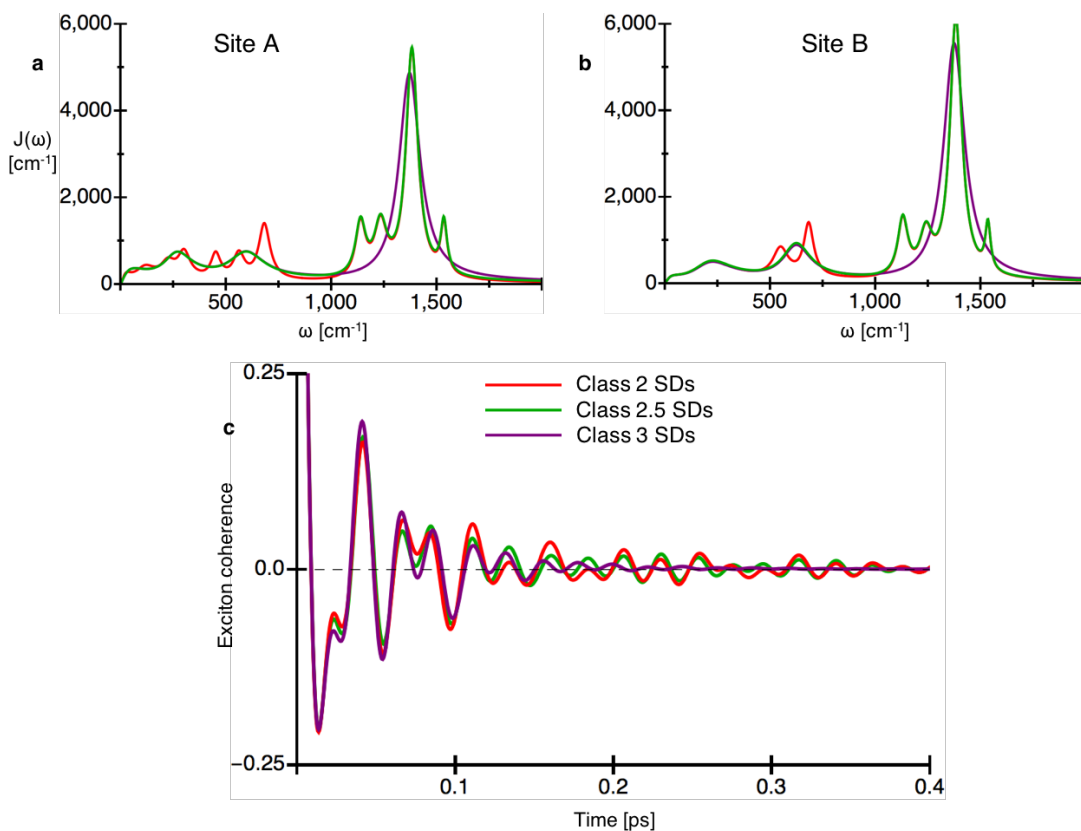 6,000
Site A
a
4,000
J(ω)
[cm⁻¹]
2,000
0
500
1,000
1,500
ω [cm⁻¹]
6,000
Site B
b
4,000
2,000
0
500
1,000
1,500
ω [cm⁻¹]
0.25
Class 2 SDs
Class 2.5 SDs
c
Class 3 SDs
Exciton coherence
0.0
−0.25
0.1
0.2
0.3
0.4
Time [ps]